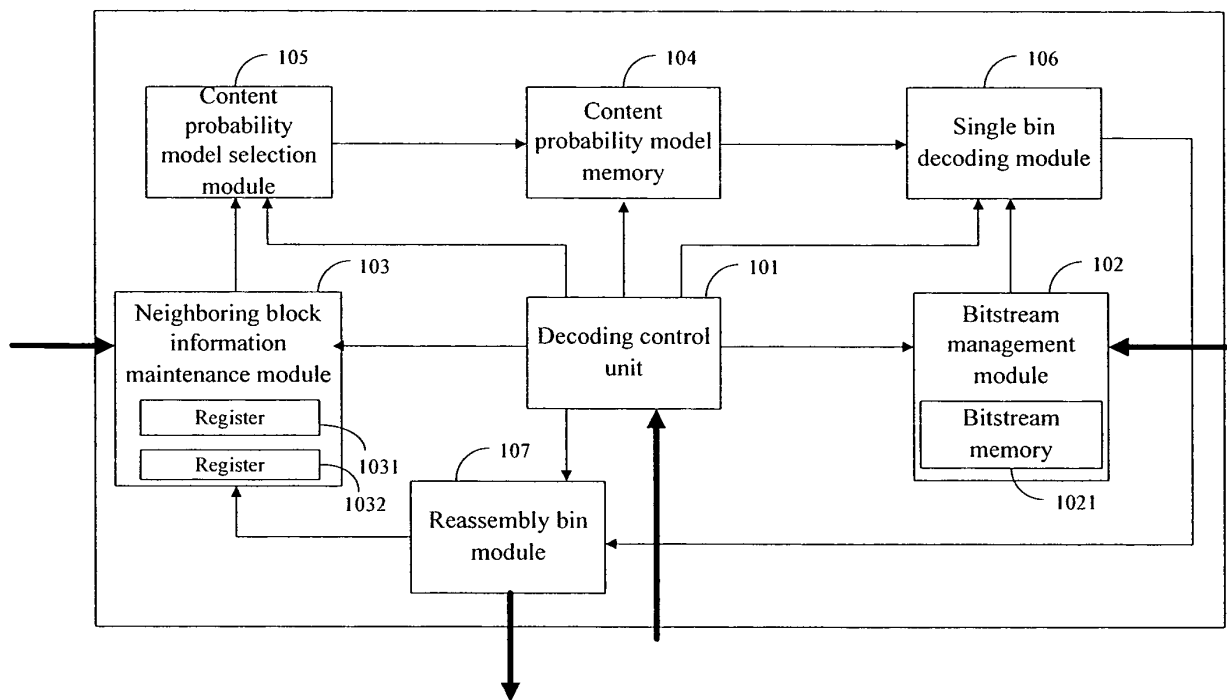 105
Content
probability
model selection
module
104
Content
probability model
memory
106
Single bin
decoding module
103
Neighboring block
information
maintenance module
Register
1031
Register
1032
101
Decoding control
unit
102
Bitstream
management
module
Bitstream
memory
1021
107
Reassembly bin
module